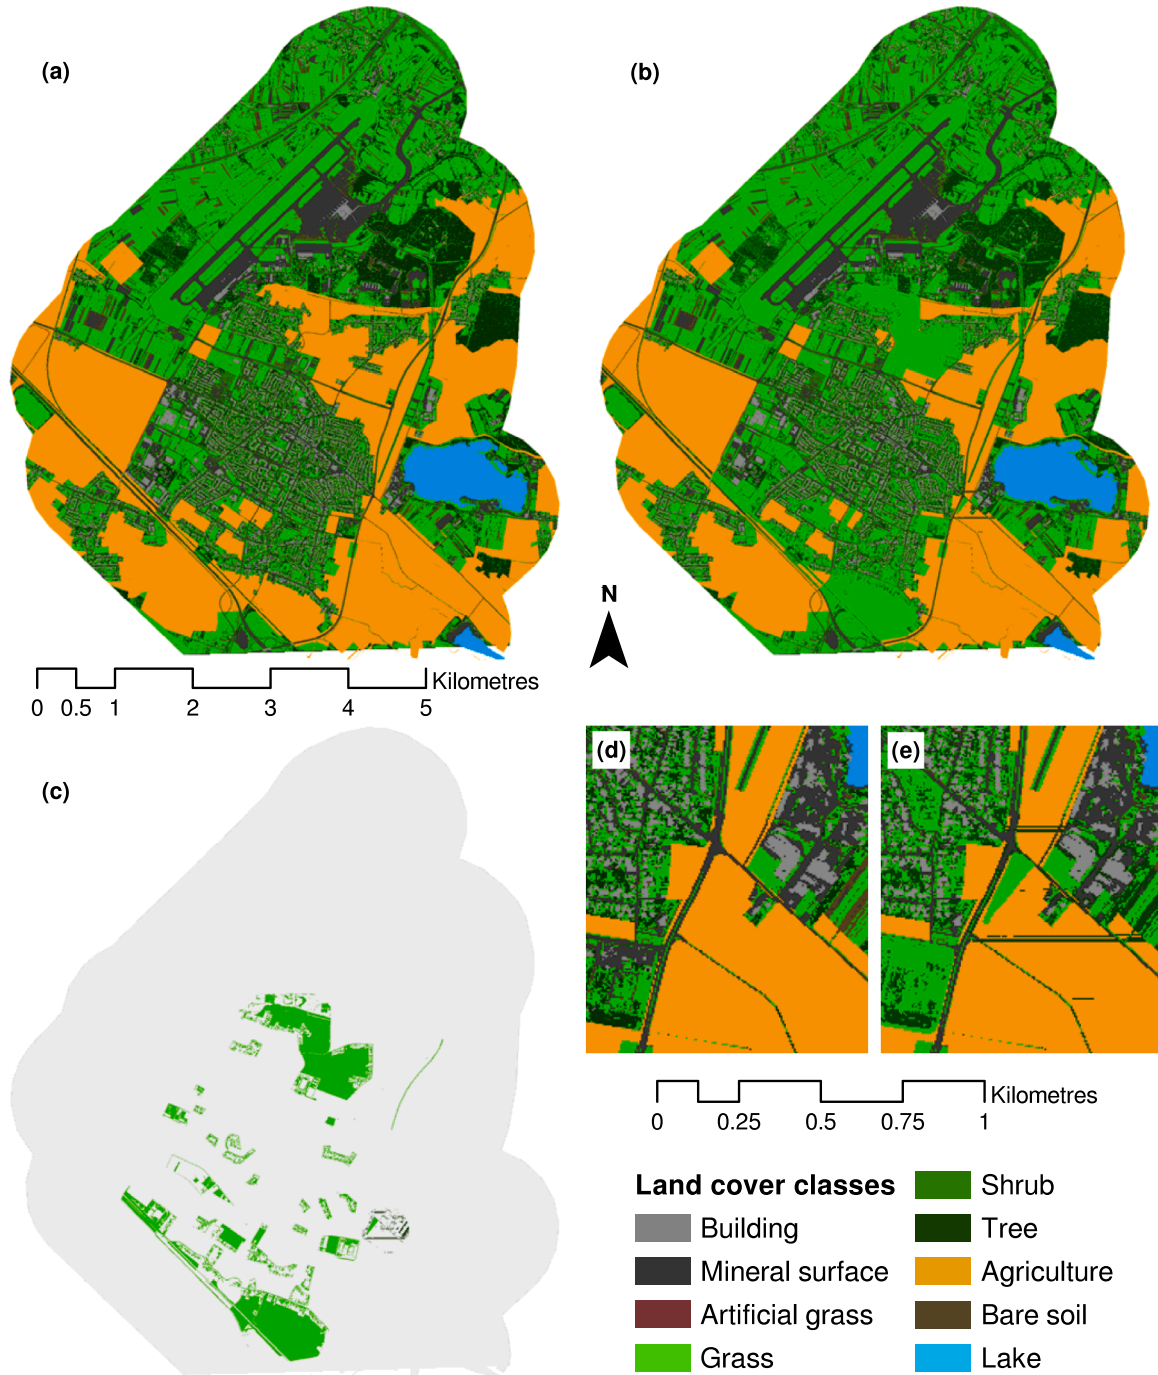 (a)
(b)
N
Kilometres
0 0.5 1 2 3 4 5
(c)
(d)
(e)
Kilometres
0 0.25 0.5 0.75 1
Land cover classes
Building
Mineral surface
Artificial grass
Grass
Shrub
Tree
Agriculture
Bare soil
Lake